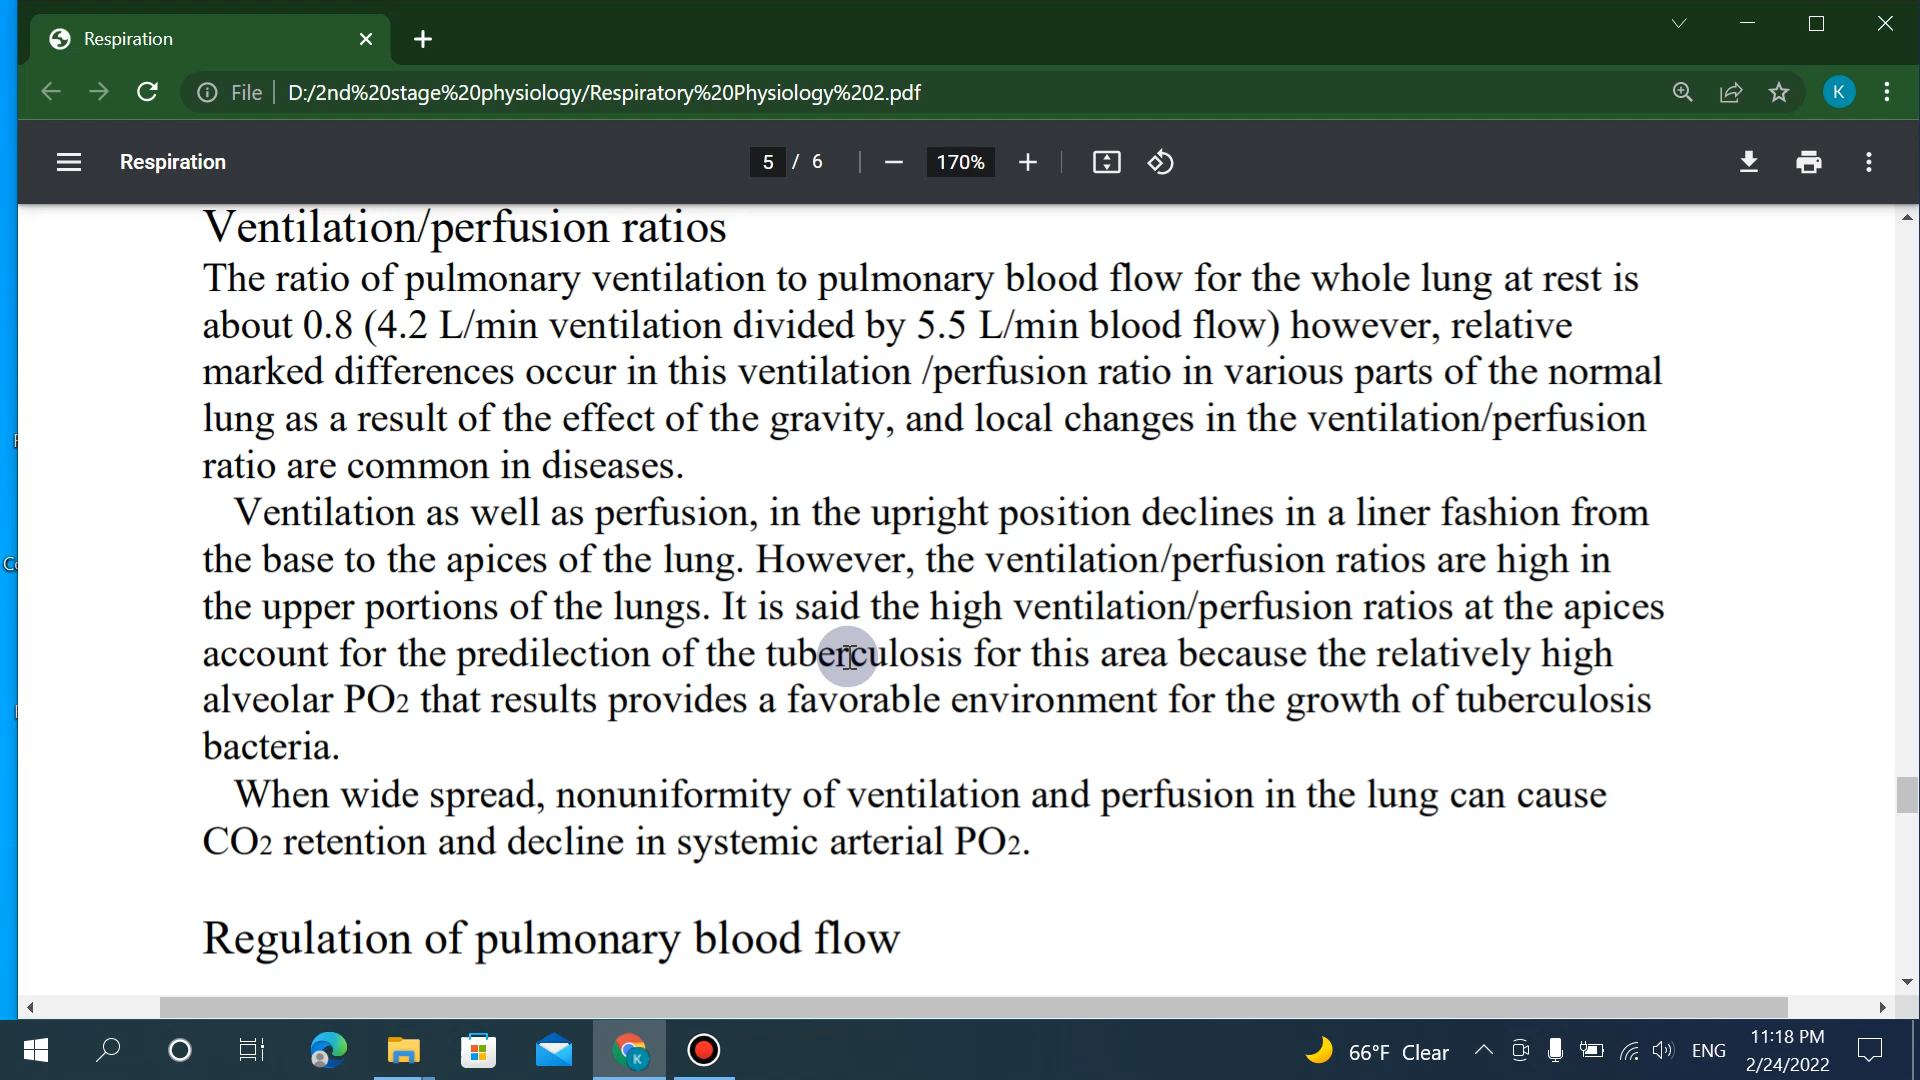 Respiration
File
D:/2nd%20stage%20physiology/Respiratory%20Physiology%202.pdf
K
Respiration
5 / 6
170%
Ventilation/perfusion ratios
The ratio of pulmonary ventilation to pulmonary blood flow for the whole lung at rest is
about 0.8 (4.2 L/min ventilation divided by 5.5 L/min blood flow) however, relative
marked differences occur in this ventilation /perfusion ratio in various parts of the normal
lung as a result of the effect of the gravity, and local changes in the ventilation/perfusion
ratio are common in diseases.
Ventilation as well as perfusion, in the upright position declines in a liner fashion from
the base to the apices of the lung. However, the ventilation/perfusion ratios are high in
the upper portions of the lungs. It is said the high ventilation/perfusion ratios at the apices
account for the predilection of the tuberculosis for this area because the relatively high
alveolar PO2 that results provides a favorable environment for the growth of tuberculosis
bacteria.
When wide spread, nonuniformity of ventilation and perfusion in the lung can cause
CO2 retention and decline in systemic arterial PO2.
Regulation of pulmonary blood flow
K
66°F Clear
ENG
11:18 PM
2/24/2022